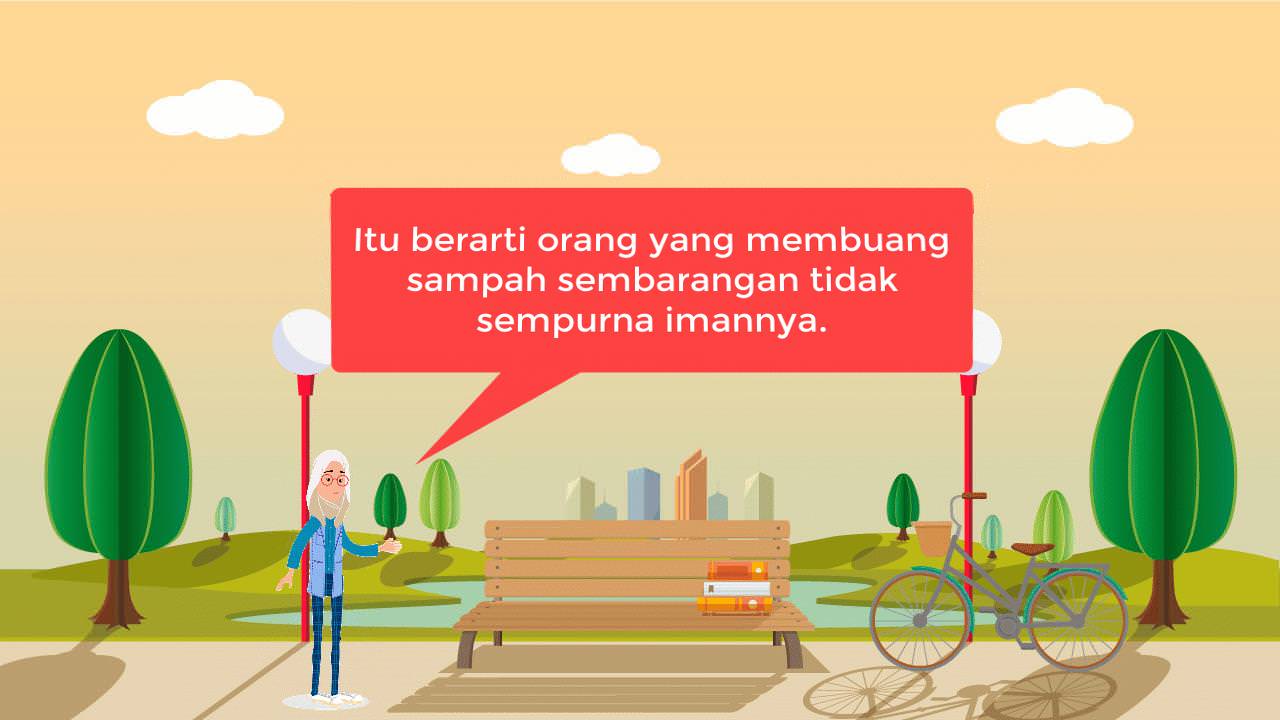 Itu berarti orang yang membuang
sampah sembarangan tidak
sempurna imannya.